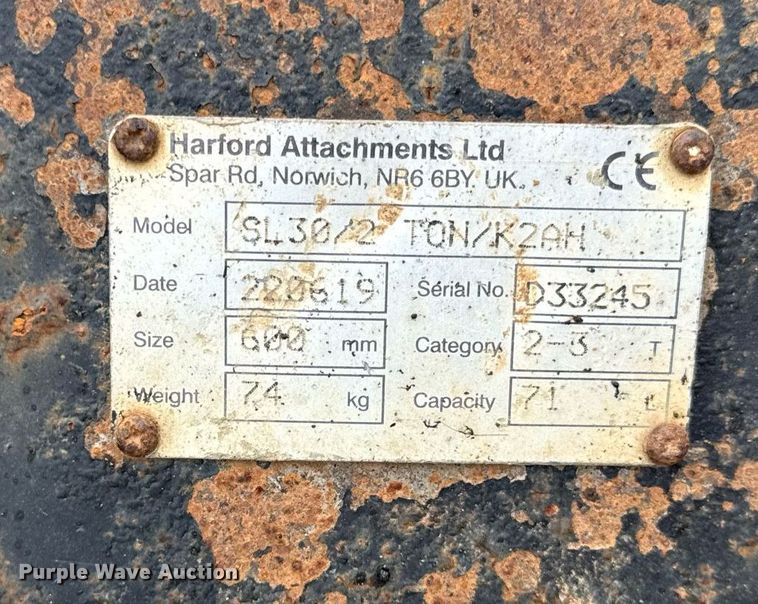 Harford Attachments Ltd
Spar Rd, Norwich, NR6 6BY. UK.
CE
Model SL30/2 TON/K2AH
Date 220619 Serial No. D33245
Size 600 mm Category 2-3 T
Weight 74 kg Capacity 71 L
Purple Wave Auction